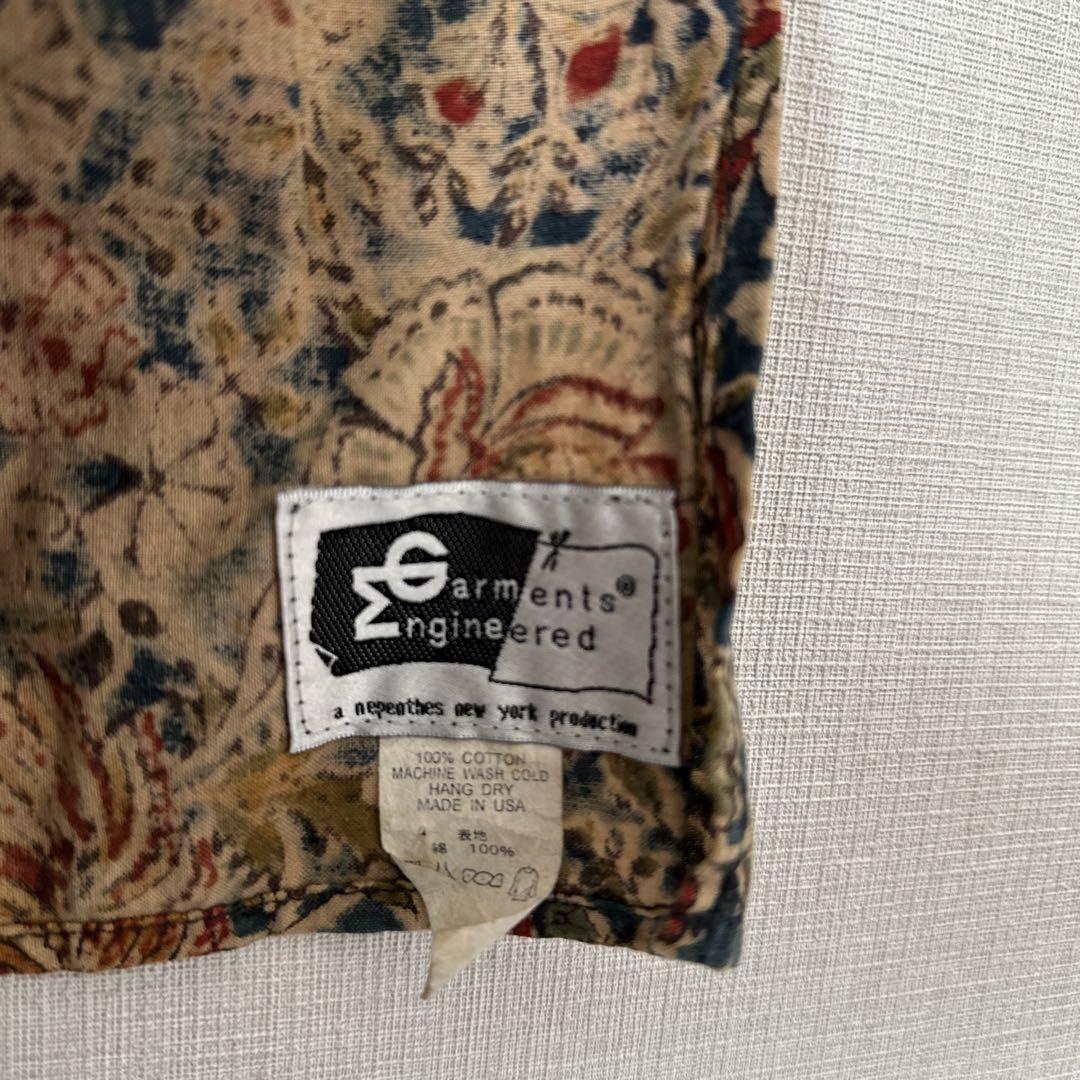 Garments®
Engineered
a nepenthes new york production
100% COTTON
MACHINE WASH COLD
HANG DRY
MADE IN USA
表地
綿 100%